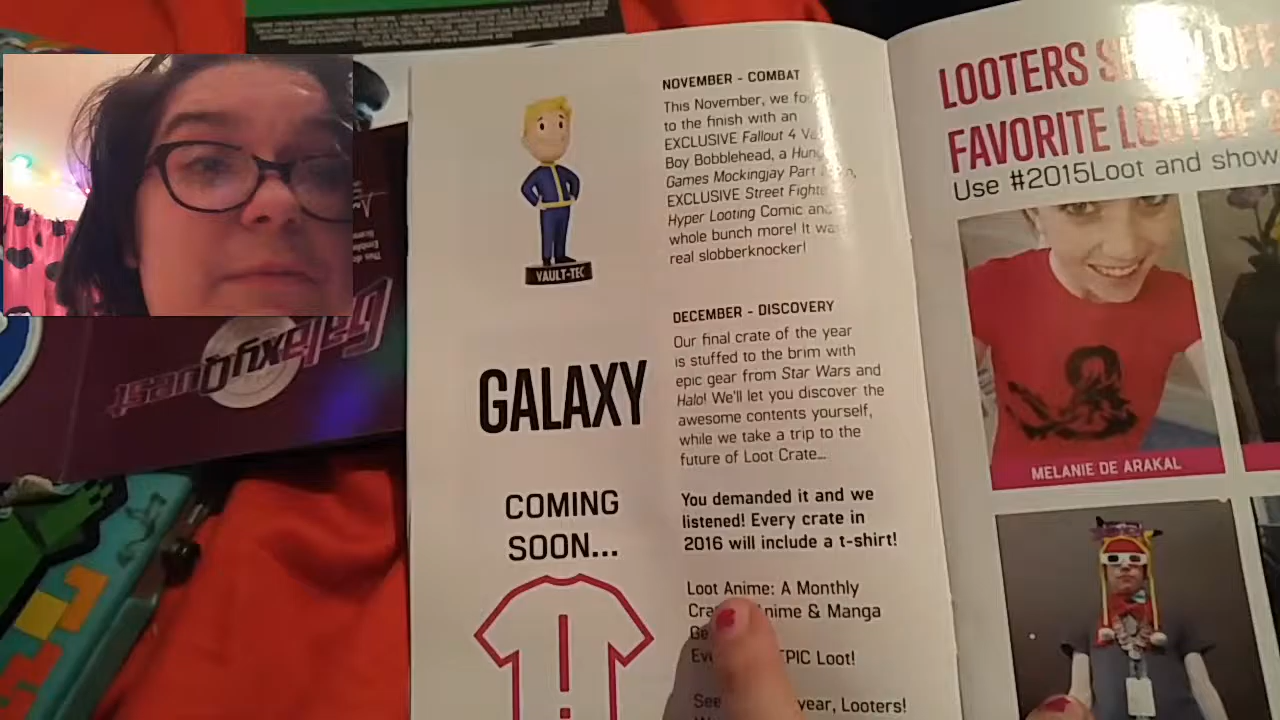 NOVEMBER - COMBAT
This November, we
to the finish with an
EXCLUSIVE Fallout 4
Boy Bobblehead, a
Games Mockingjay Part
EXCLUSIVE Street
Hyper Looting Comic and
whole bunch more! It
real slobberknocker!
VAULT-TEC
DECEMBER - DISCOVERY
Our final crate of the year
is stuffed to the brim with
epic gear from Star Wars and
Halo! We'll let you discover the
awesome contents yourself,
while we take a trip to the
future of Loot Crate...
GALAXY
COMING
SOON...
You demanded it and we
listened! Every crate in
2016 will include a t-shirt!
Loot Anime: A Monthly
Anime & Manga
EPIC Loot!
See year, Looters!
LOOTERS OFF
FAVORITE LOOT OF
Use #2015Loot and show
MELANIE DE ARAKAL
GalaxyQuest